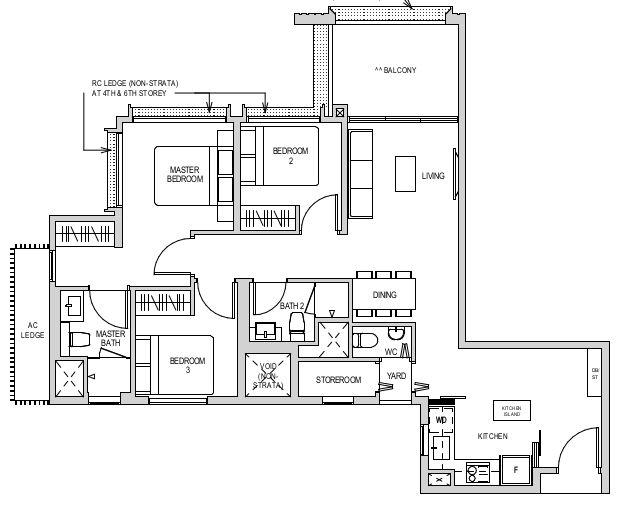 ^^BALCONY
RC LEDGE (NON-STRATA)
AT 4TH & 6TH STOREY
BEDROOM
2
MASTER
BEDROOM
LIVING
DINING
BATH 2
AC
LEDGE
MASTER
BATH
WC
BEDROOM
3
VOID
(NON-
STRATA)
STOREROOM
YARD
DB
ST
KITCHEN
ISLAND
WD
KITCHEN
F